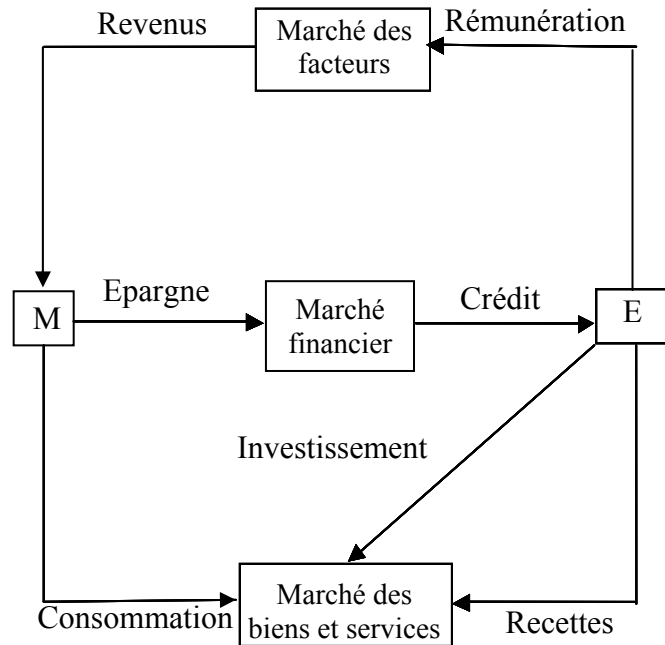 Revenus
Marché des
facteurs
Rémunération
M
Epargne
Marché
financier
Crédit
E
Investissement
Consommation
Marché des
biens et services
Recettes